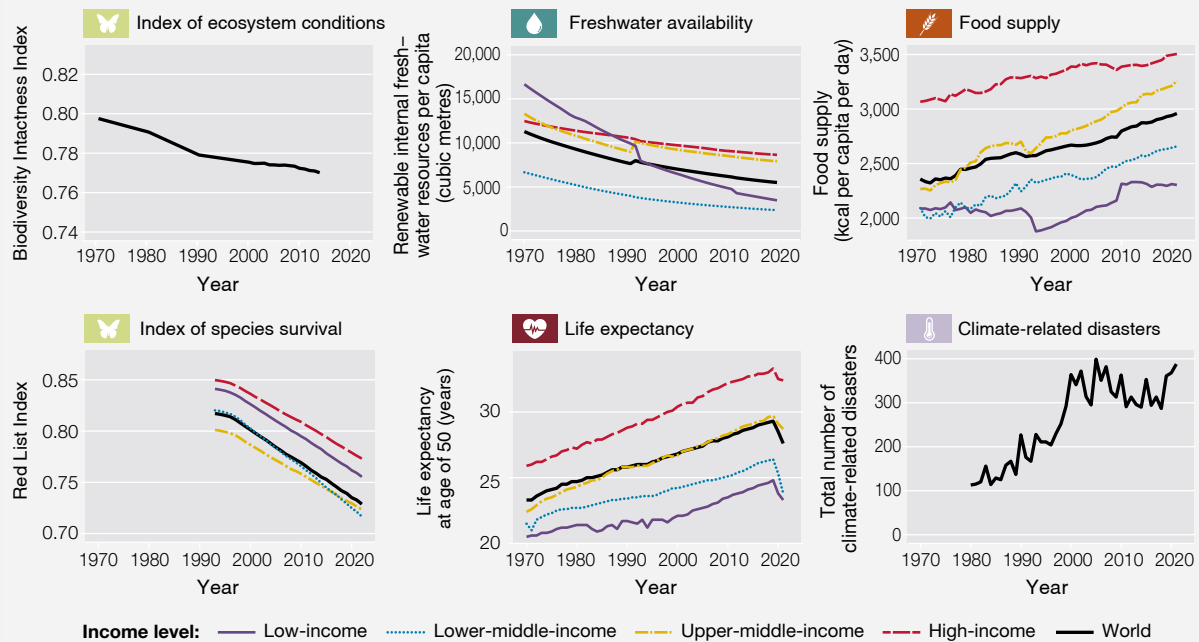 Index of ecosystem conditions
Biodiversity Intactness Index
0.82
0.80
0.78
0.76
0.74
1970 1980 1990 2000 2010 2020
Year
Freshwater availability
Renewable internal fresh–
water resources per capita
(cubic metres)
20,000
15,000
10,000
5,000
0
1970 1980 1990 2000 2010 2020
Year
Food supply
Food supply
(kcal per capita per day)
3,500
3,000
2,500
2,000
1970 1980 1990 2000 2010 2020
Year
Index of species survival
Red List Index
0.85
0.80
0.75
0.70
1970 1980 1990 2000 2010 2020
Year
Life expectancy
Life expectancy
at age of 50 (years)
30
25
20
1970 1980 1990 2000 2010 2020
Year
Climate-related disasters
Total number of
climate-related disasters
400
300
200
100
0
1970 1980 1990 2000 2010 2020
Year
Income level: Low-income Lower-middle-income Upper-middle-income High-income World